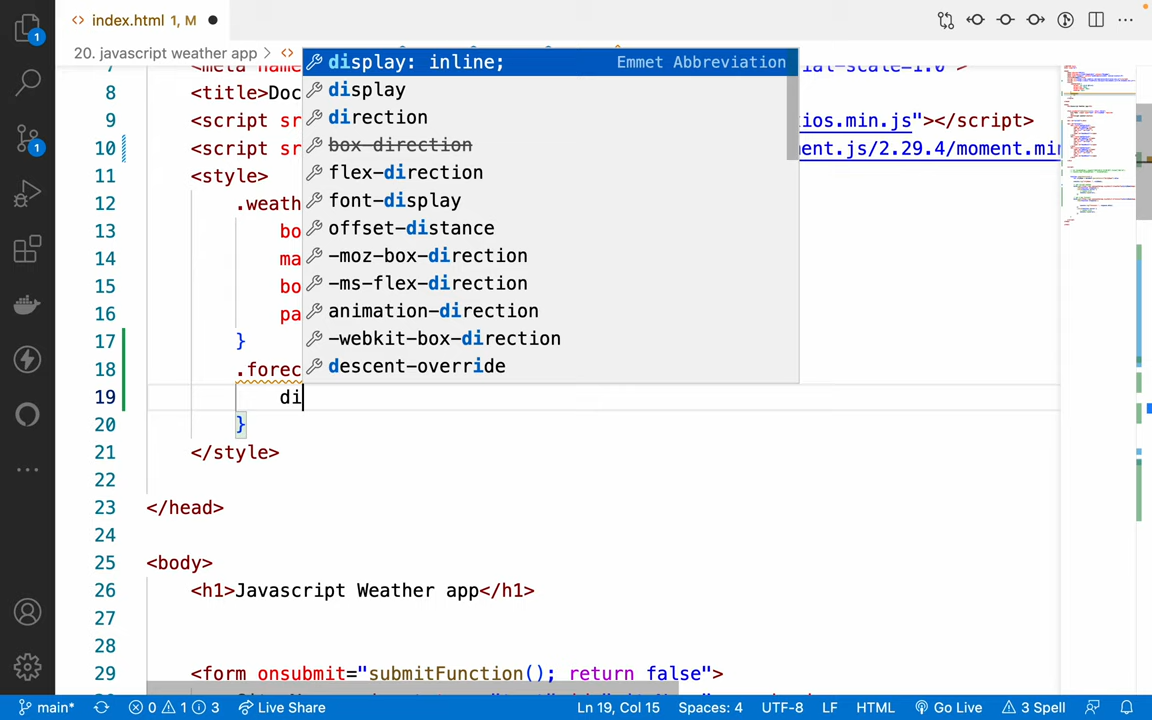 index.html 1, M
20. javascript weather app
display: inline; Emmet Abbreviation
display
direction
box-direction
flex-direction
font-display
offset-distance
-moz-box-direction
-ms-flex-direction
animation-direction
-webkit-box-direction
descent-override
1
1
8 <title>Doc
9 <script sr ios.min.js"></script>
10 <script sr ment.js/2.29.4/moment.min
11 <style>
12 .weath
13 bo
14 ma
15 bo
16 pa
17 }
18 .forec
19 di
20 }
21 </style>
22
23 </head>
24
25 <body>
26 <h1>Javascript Weather app</h1>
27
28
29 <form onsubmit="submitFunction(); return false">
main* 0 1 3 Live Share Ln 19, Col 15 Spaces: 4 UTF-8 LF HTML Go Live 3 Spell